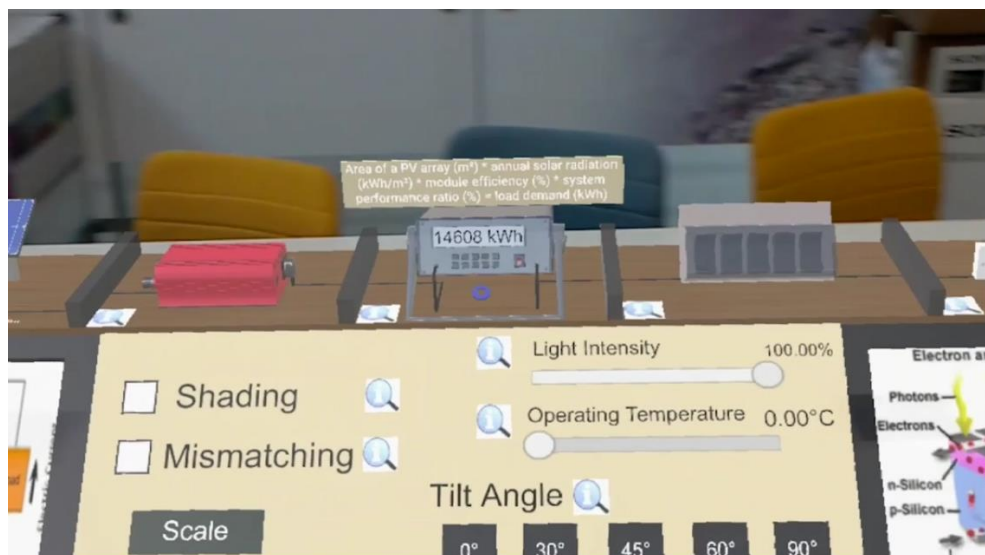 Area of a PV array (m²) * annual solar radiation
(kWh/m²) * module efficiency (%) * system
performance ratio (%) = load demand (kWh)
14608 kWh
Light Intensity
100.00%
Shading
Operating Temperature
0.00°C
Mismatching
Tilt Angle
Scale
0°
30°
45°
60°
90°
Photons
Electrons
n-Silicon
p-Silicon